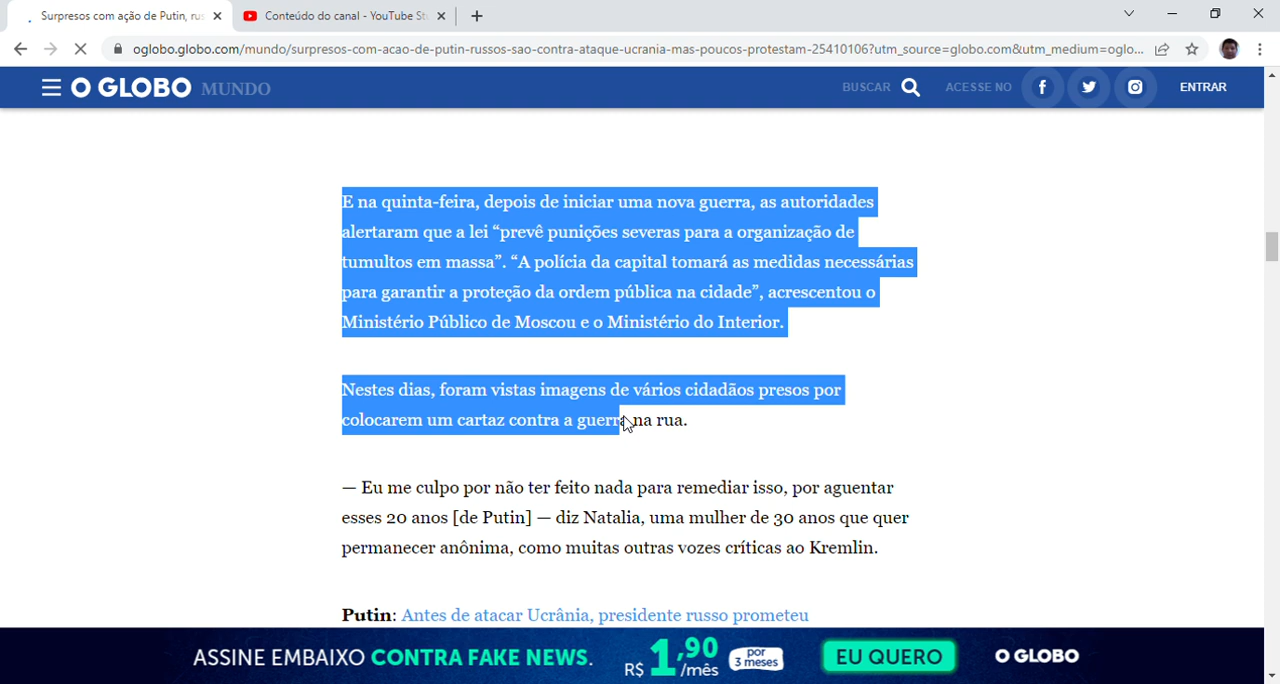 Surpresos com ação de Putin, rus
Conteúdo do canal - YouTube St
oglobo.globo.com/mundo/surpresos-com-acao-de-putin-russos-sao-contra-ataque-ucrania-mas-poucos-protestam-25410106?utm_source=globo.com&utm_medium=oglo...
O GLOBO MUNDO BUSCAR ACESSE NO ENTRAR
E na quinta-feira, depois de iniciar uma nova guerra, as autoridades
alertaram que a lei “prevê punições severas para a organização de
tumultos em massa”. “A polícia da capital tomará as medidas necessárias
para garantir a proteção da ordem pública na cidade”, acrescentou o
Ministério Público de Moscou e o Ministério do Interior.
Nestes dias, foram vistas imagens de vários cidadãos presos por
colocarem um cartaz contra a guerra na rua.
— Eu me culpo por não ter feito nada para remediar isso, por aguentar
esses 20 anos [de Putin] — diz Natalia, uma mulher de 30 anos que quer
permanecer anônima, como muitas outras vozes críticas ao Kremlin.
Putin: Antes de atacar Ucrânia, presidente russo prometeu
ASSINE EMBAIXO CONTRA FAKE NEWS. R$ 1,90 /mês por 3 meses EU QUERO O GLOBO